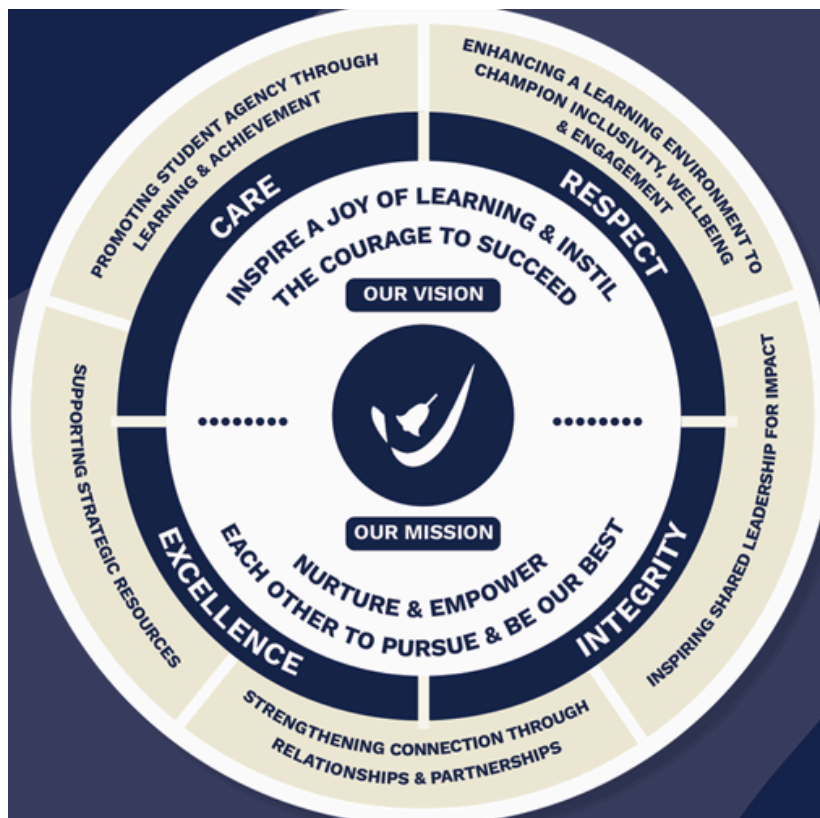 PROMOTING STUDENT AGENCY THROUGH
LEARNING & ACHIEVEMENT
ENHANCING A LEARNING ENVIRONMENT TO
CHAMPION INCLUSIVITY, WELLBEING
& ENGAGEMENT
CARE
RESPECT
INSPIRE A JOY OF LEARNING & INSTIL
THE COURAGE TO SUCCEED
OUR VISION
SUPPORTING STRATEGIC RESOURCES
INSPIRING SHARED LEADERSHIP FOR IMPACT
OUR MISSION
NURTURE & EMPOWER
EACH OTHER TO PURSUE & BE OUR BEST
EXCELLENCE
INTEGRITY
STRENGTHENING CONNECTION THROUGH
RELATIONSHIPS & PARTNERSHIPS